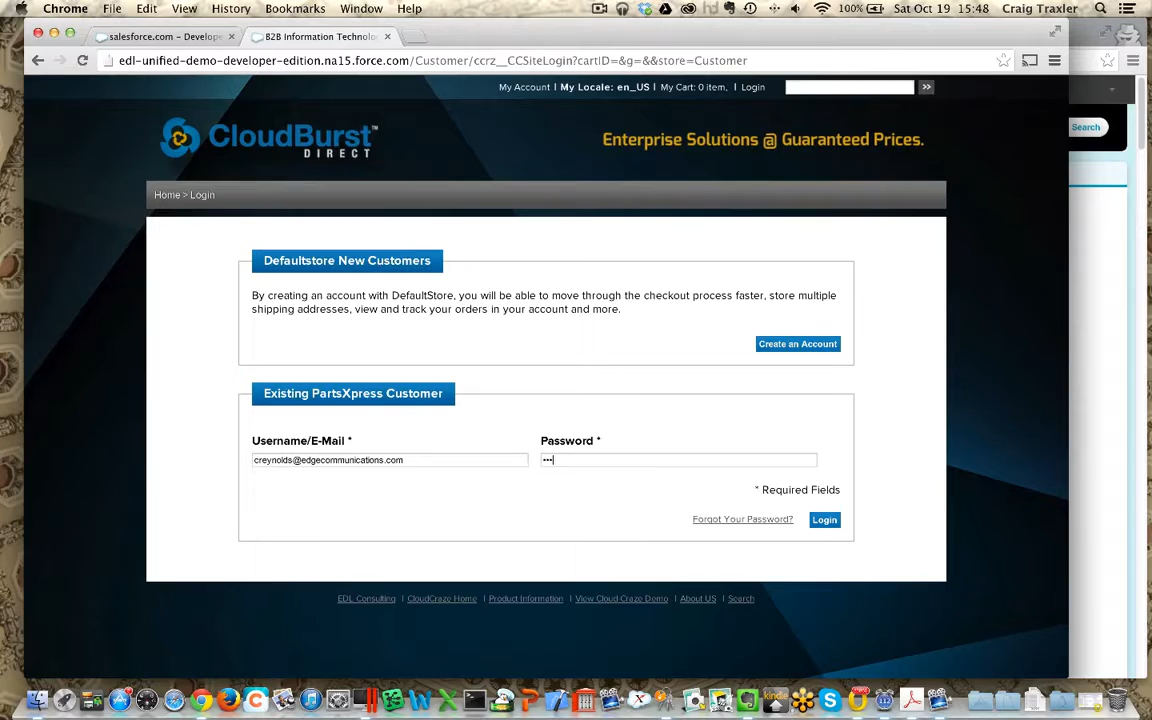 Chrome File Edit View History Bookmarks Window Help 100% Sat Oct 19 15:48 Craig Traxler
salesforce.com – Develope B2B Information Technolo
edl-unified-demo-developer-edition.na15.force.com/Customer/ccrz__CCSiteLogin?cartID=&g=&&store=Customer
My Account | My Locale: en_US | My Cart: 0 item, | Login >>
Search
CloudBurst™
DIRECT
Enterprise Solutions @ Guaranteed Prices.
Home > Login
Defaultstore New Customers
By creating an account with DefaultStore, you will be able to move through the checkout process faster, store multiple
shipping addresses, view and track your orders in your account and more.
Create an Account
Existing PartsXpress Customer
Username/E-Mail * Password *
creynolds@edgecommunications.com •••
* Required Fields
Forgot Your Password? Login
EDL Consulting | CloudCraze Home | Product Information | View Cloud Craze Demo | About US | Search